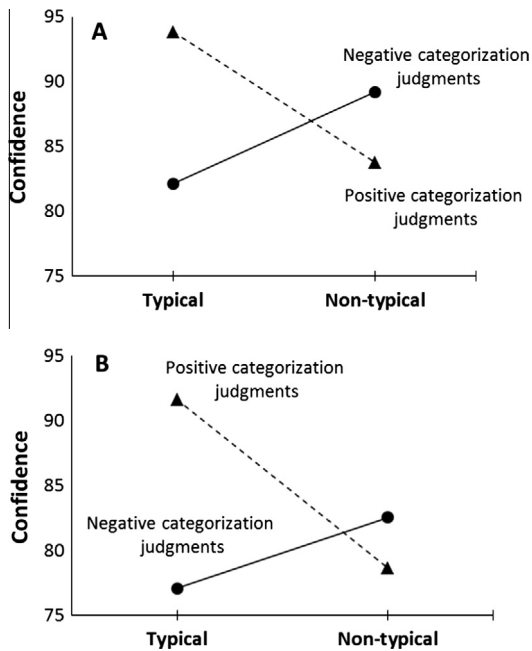 A
95
90
85
80
75
Confidence
Negative categorization
judgments
Positive categorization
judgments
Typical
Non-typical
B
95
90
85
80
75
Confidence
Positive categorization
judgments
Negative categorization
judgments
Typical
Non-typical